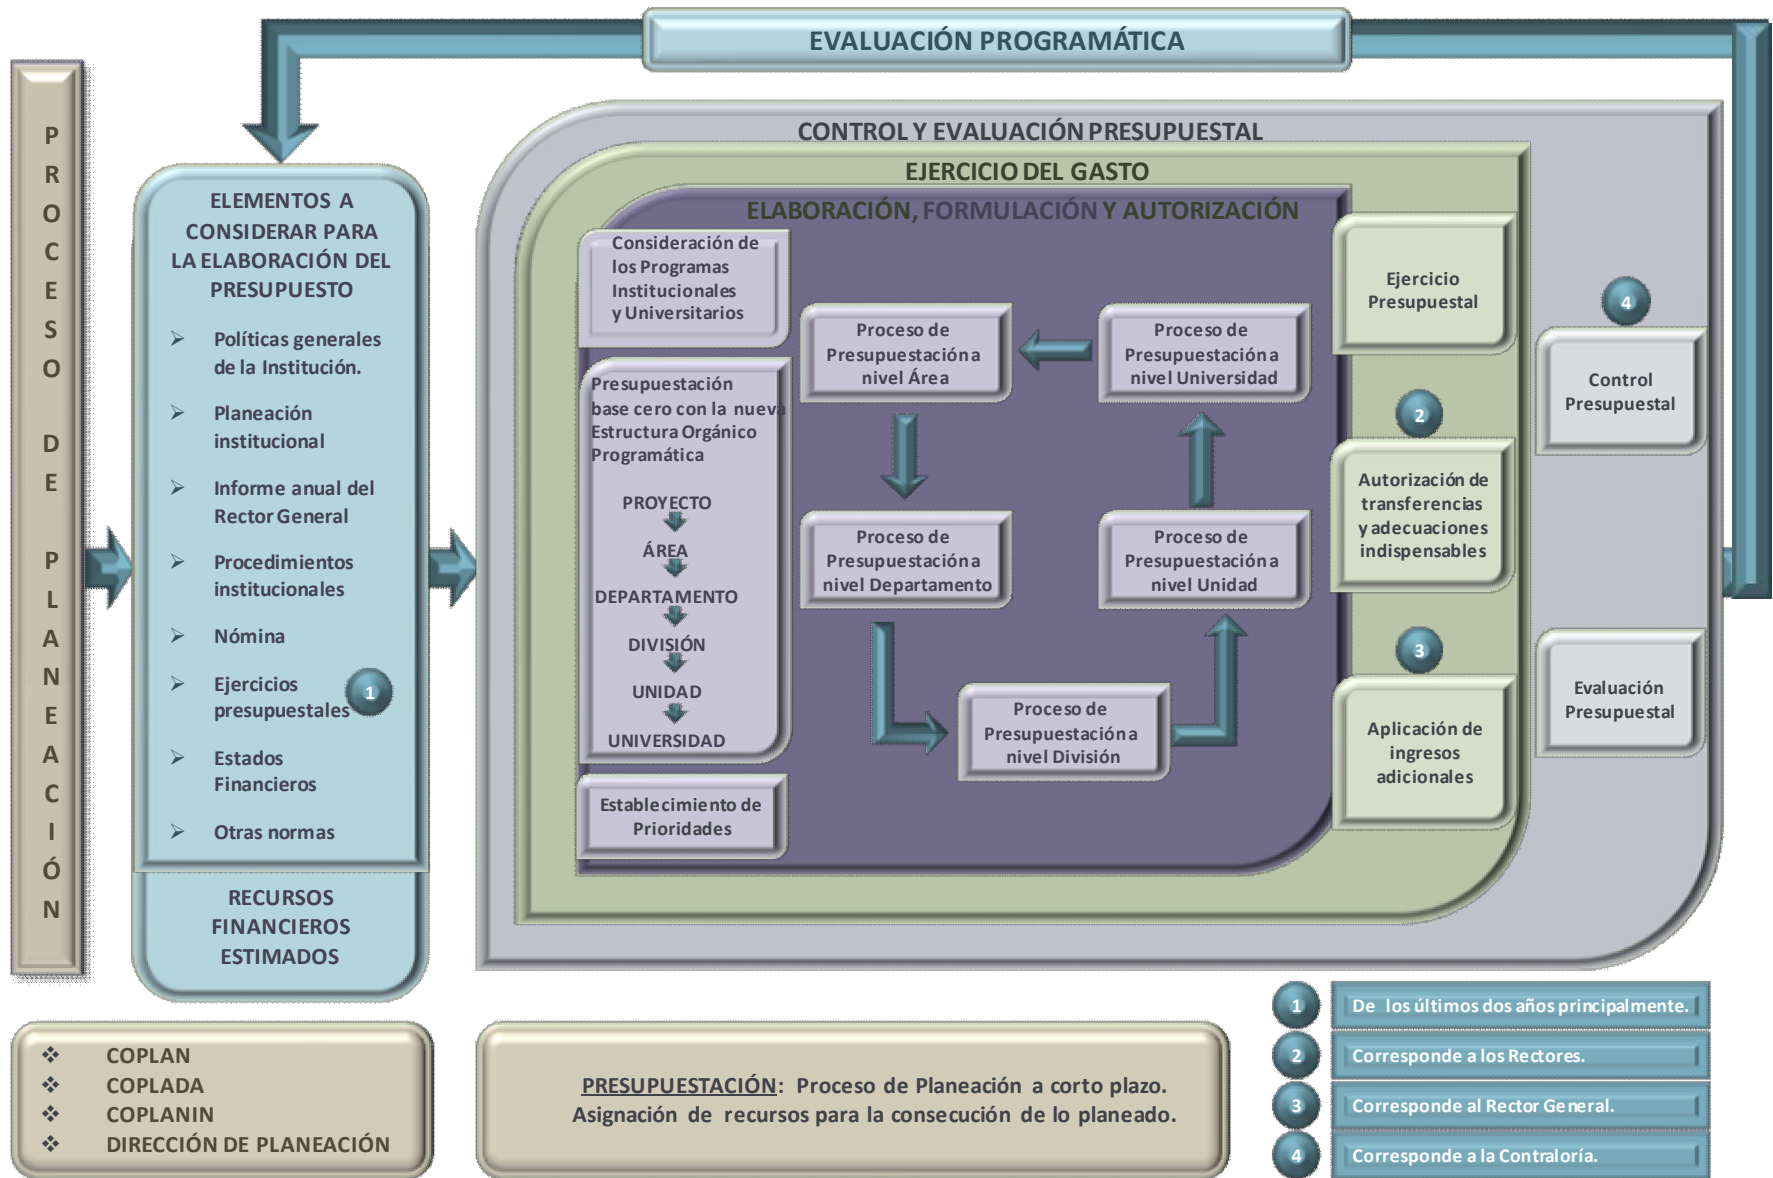 EVALUACIÓN PROGRAMÁTICA
PROCESO DE PLANEACIÓN
ELEMENTOS A
CONSIDERAR PARA
LA ELABORACIÓN DEL
PRESUPUESTO
Políticas generales
de la Institución.
Planeación
institucional
Informe anual del
Rector General
Procedimientos
institucionales
Nómina
Ejercicios
presupuestales
1
Estados
Financieros
Otras normas
RECURSOS
FINANCIEROS
ESTIMADOS
CONTROL Y EVALUACIÓN PRESUPUESTAL
EJERCICIO DEL GASTO
ELABORACIÓN, FORMULACIÓN Y AUTORIZACIÓN
Consideración de
los Programas
Institucionales
y Universitarios
Presupuestación
base cero con la nueva
Estructura Orgánico
Programática
PROYECTO
ÁREA
DEPARTAMENTO
DIVISIÓN
UNIDAD
UNIVERSIDAD
Establecimiento de
Prioridades
Proceso de
Presupuestación a
nivel Área
Proceso de
Presupuestación a
nivel Universidad
Proceso de
Presupuestación a
nivel Departamento
Proceso de
Presupuestación a
nivel Unidad
Proceso de
Presupuestación a
nivel División
Ejercicio
Presupuestal
2
Autorización de
transferencias
y adecuaciones
indispensables
3
Aplicación de
ingresos
adicionales
4
Control
Presupuestal
Evaluación
Presupuestal
COPLAN
COPLADA
COPLANIN
DIRECCIÓN DE PLANEACIÓN
PRESUPUESTACIÓN: Proceso de Planeación a corto plazo.
Asignación de recursos para la consecución de lo planeado.
1 De los últimos dos años principalmente.
2 Corresponde a los Rectores.
3 Corresponde al Rector General.
4 Corresponde a la Contraloría.